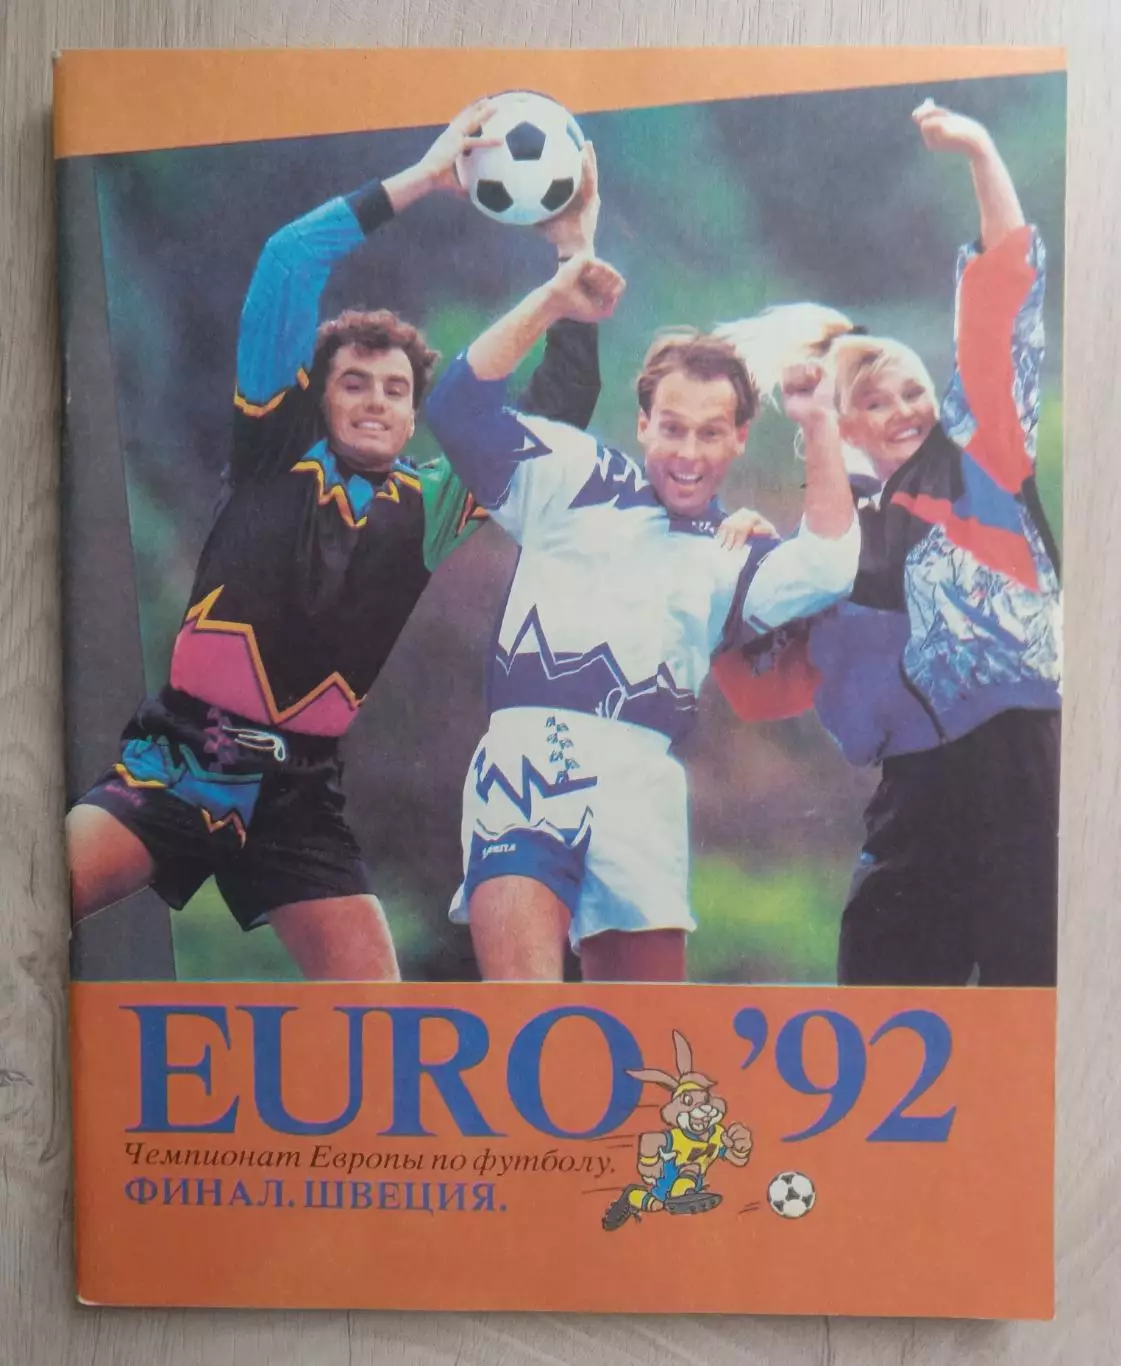 EURO '92
Чемпионат Европы по футболу.
ФИНАЛ. ШВЕЦИЯ.